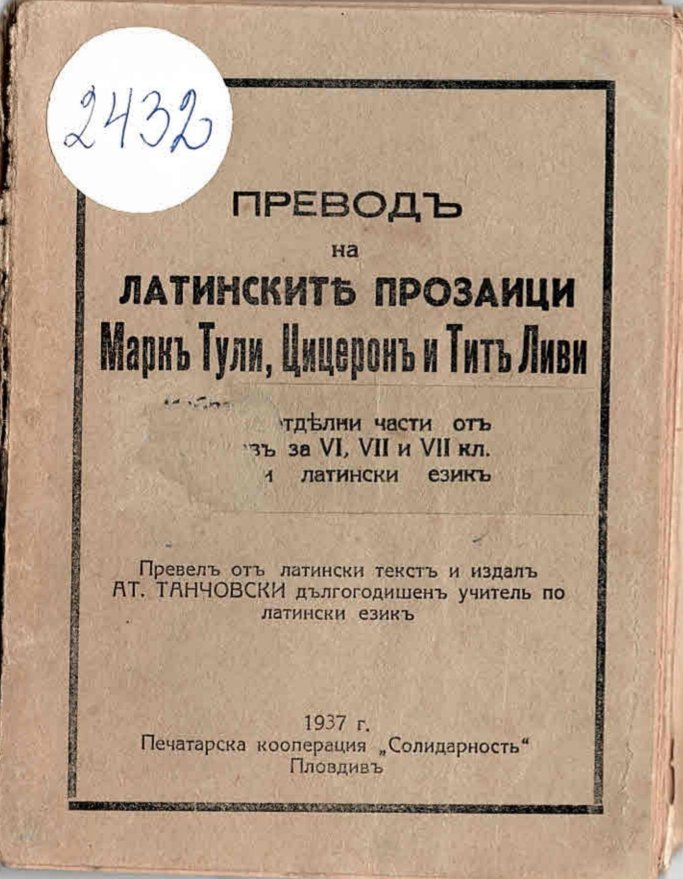 2432
ПРЕВОДЪ
на
ЛАТИНСКИТѢ ПРОЗАИЦИ
Маркъ Тули, Цицеронъ и Титъ Ливи
части отъ
за VI, VII и VII кл.
латински езикъ
Превелъ отъ латински текстъ и издалъ
АТ. ТАНЧОВСКИ дългогодишенъ учитель по
латински езикъ
1937 г.
Печатарска кооперация „Солидарность“
Пловдивъ